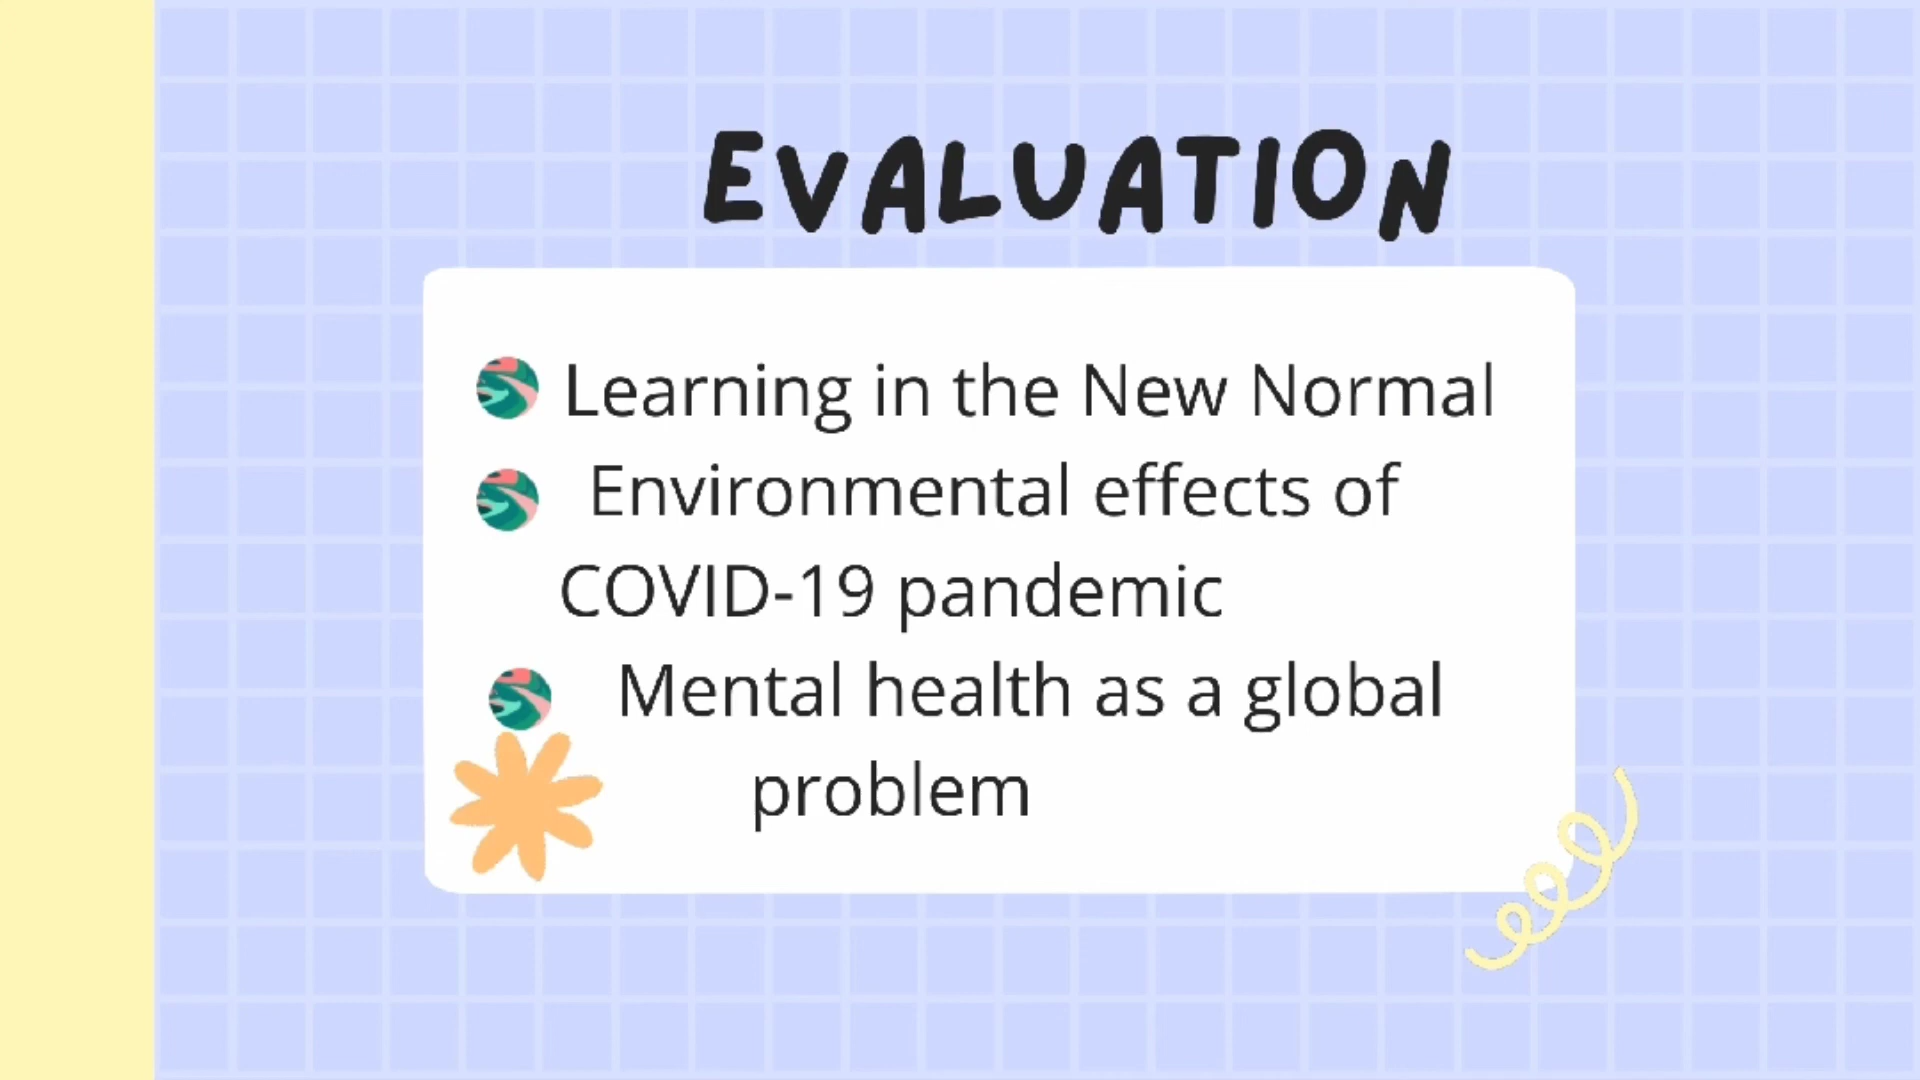 EVALUATION
Learning in the New Normal
Environmental effects of
COVID-19 pandemic
Mental health as a global
problem